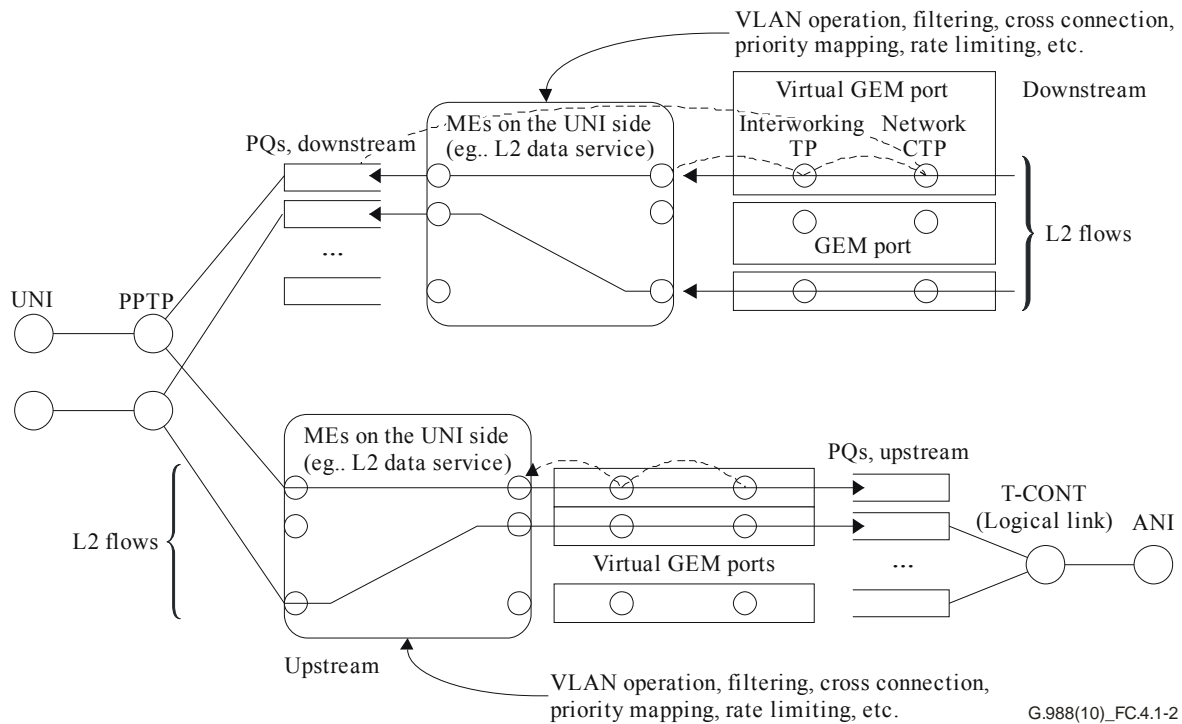 VLAN operation, filtering, cross connection,
priority mapping, rate limiting, etc.
Virtual GEM port
Downstream
MEs on the UNI side
(eg.. L2 data service)
Interworking
TP
Network
CTP
PQs, downstream
GEM port
L2 flows
...
UNI
PPTP
MEs on the UNI side
(eg.. L2 data service)
PQs, upstream
T-CONT
(Logical link)
ANI
L2 flows
Virtual GEM ports
...
Upstream
VLAN operation, filtering, cross connection,
priority mapping, rate limiting, etc.
G.988(10)_FC.4.1-2